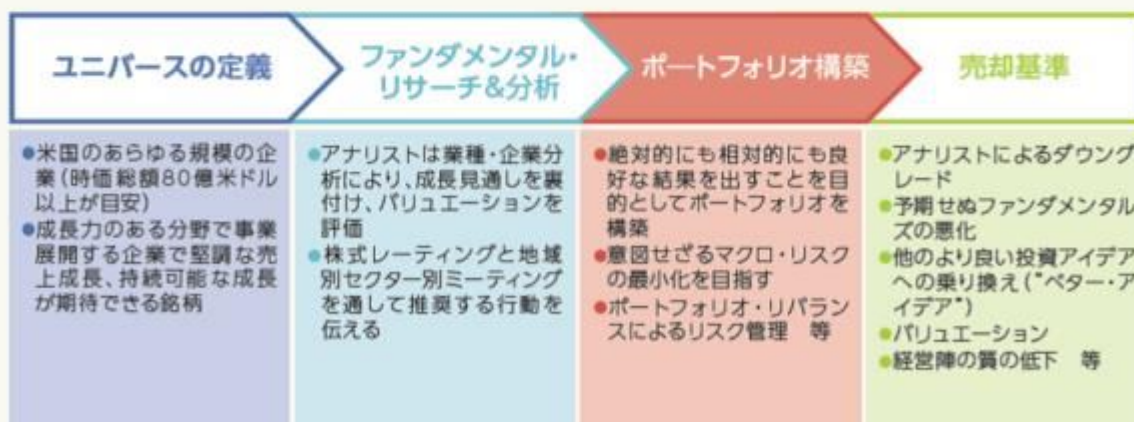 ユニバースの定義
ファンダメンタル・
リサーチ&分析
ポートフォリオ構築
売却基準
●米国のあらゆる規模の企
業(時価総額80億米ドル
以上が目安)
●成長力のある分野で事業
展開する企業で堅調な売
上成長、持続可能な成長
が期待できる銘柄
●アナリストは業種・企業分
析により、成長見通しを裏
付け、バリュエーションを
評価
●株式レーティングと地域
別セクター別ミーティング
を通して推奨する行動を
伝える
●絶対的にも相対的にも良
好な結果を出すことを目
的としてポートフォリオを
構築
●意図せざるマクロ・リスク
の最小化を目指す
●ポートフォリオ・リバラン
スによるリスク管理 等
●アナリストによるダウング
レード
●予期せぬファンダメンタル
ズの悪化
●他のより良い投資アイデア
への乗り換え("ベター・ア
イデア")
●バリュエーション
●経営陣の質の低下 等